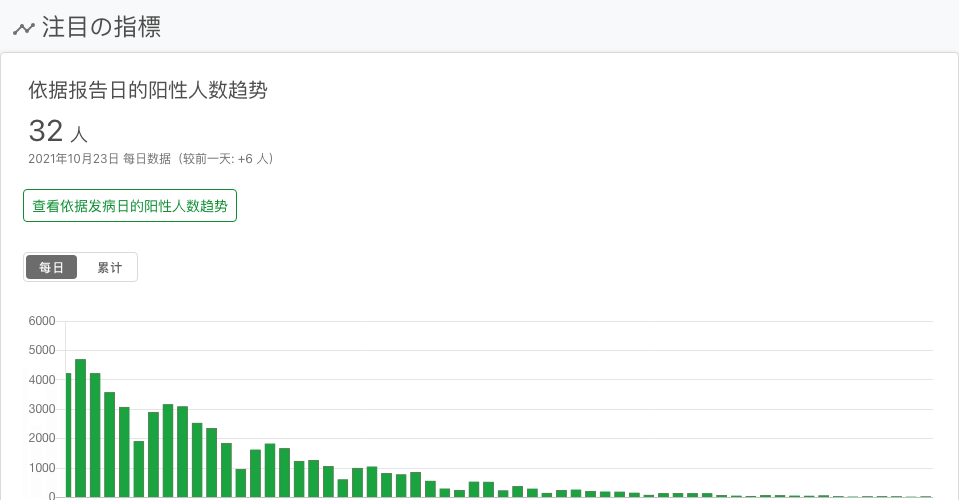 注目の指標
依据报告日的阳性人数趋势
32 人
2021年10月23日 每日数据（较前一天: +6 人）
查看依据发病日的阳性人数趋势
每日 累计
6000
5000
4000
3000
2000
1000
0